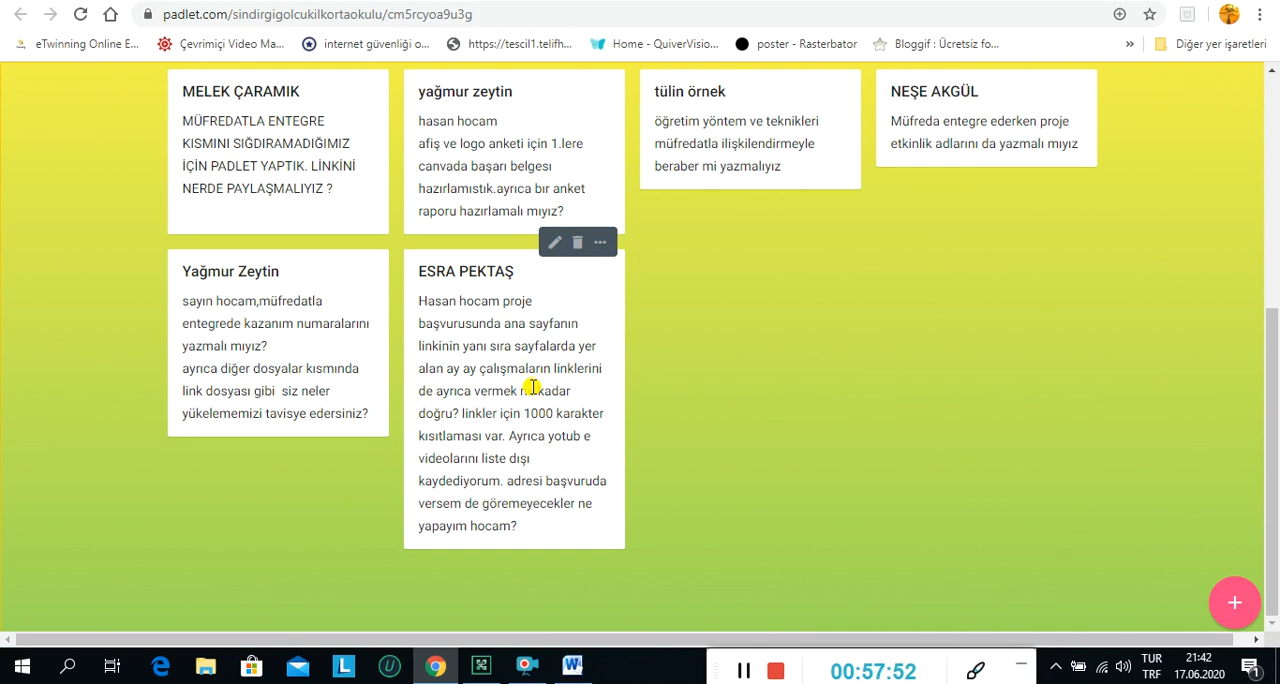 padlet.com/sindirgigolcukilkortaokulu/cm5rcyoa9u3g
eTwinning Online E...
Çevrimiçi Video Ma...
internet güvenliği o...
https://tescil1.telifh...
Home - QuiverVisio...
poster - Rasterbator
Bloggif : Ücretsiz fo...
»
Diğer yer işaretleri
MELEK ÇARAMIK
MÜFREDATLA ENTEGRE
KISMINI SIĞDIRAMADIĞIMIZ
İÇİN PADLET YAPTIK. LİNKİNİ
NERDE PAYLAŞMALIYIZ ?
yağmur zeytin
hasan hocam
afiş ve logo anketi için 1.lere
canvada başarı belgesı
hazırlamıstık.ayrıca bır anket
raporu hazırlamalı mıyız?
tülin örnek
öğretim yöntem ve teknikleri
müfredatla ilişkilendirmeyle
beraber mi yazmalıyız
NEŞE AKGÜL
Müfreda entegre ederken proje
etkinlik adlarını da yazmalı mıyız
Yağmur Zeytin
sayın hocam,müfredatla
entegrede kazanım numaralarını
yazmalı mıyız?
ayrıca diğer dosyalar kısmında
link dosyası gibi siz neler
yükelememizi tavisye edersiniz?
ESRA PEKTAŞ
Hasan hocam proje
başvurusunda ana sayfanın
linkinin yanı sıra sayfalarda yer
alan ay ay çalışmaların linklerini
de ayrıca vermek kadar
doğru? linkler için 1000 karakter
kısıtlaması var. Ayrıca yotub e
videolarını liste dışı
kaydediyorum. adresi başvuruda
versem de göremeyecekler ne
yapayım hocam?
00:57:52
TUR
TRF
21:42
17.06.2020
1